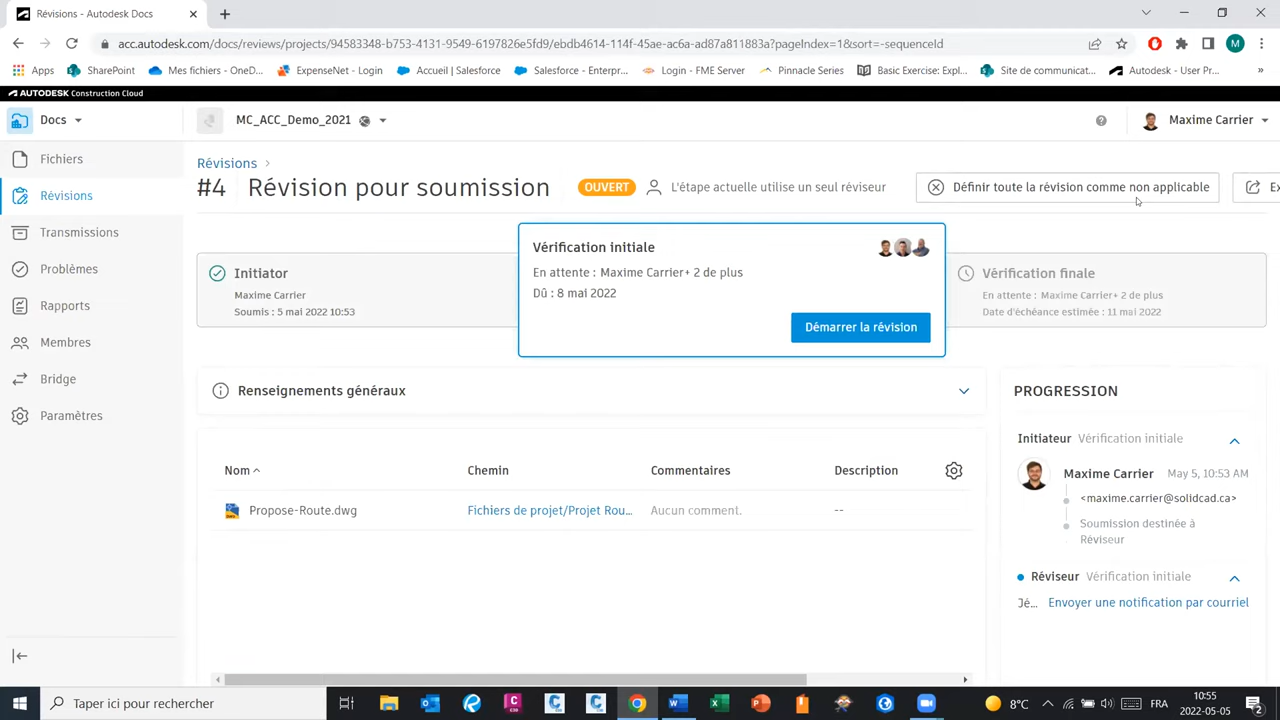 Révisions - Autodesk Docs
acc.autodesk.com/docs/reviews/projects/94583348-b753-4131-9f49-6197826e5fd9/ebdb4614-114f-45ae-ac6a-ad87a811883a?pageIndex=1&sort=-sequenceId
M
Apps SharePoint Mes fichiers - OneD... ExpenseNet - Login Accueil | Salesforce Salesforce - Enterpr... Login - FME Server Pinnacle Series Basic Exercise: Expl... Site de communicat... Autodesk - User Pr... »
AUTODESK Construction Cloud
Docs MC_ACC_Demo_2021 Maxime Carrier
Fichiers
Révisions
Transmissions
Problèmes
Rapports
Membres
Bridge
Paramètres
Révisions >
#4 Révision pour soumission OUVERT L'étape actuelle utilise un seul réviseur Définir toute la révision comme non applicable Ex
Initiator
Maxime Carrier
Soumis : 5 mai 2022 10:53
Vérification initiale
En attente : Maxime Carrier+ 2 de plus
Dû : 8 mai 2022
Démarrer la révision
Vérification finale
En attente : Maxime Carrier+ 2 de plus
Date d'échéance estimée : 11 mai 2022
Renseignements généraux
Nom Chemin Commentaires Description
Propose-Route.dwg Fichiers de projet/Projet Rou... Aucun comment. --
PROGRESSION
Initiateur Vérification initiale
Maxime Carrier May 5, 10:53 AM
<maxime.carrier@solidcad.ca>
Soumission destinée à
Réviseur
Réviseur Vérification initiale
Jé... Envoyer une notification par courriel
Taper ici pour rechercher
8°C FRA 10:55
2022-05-05
2